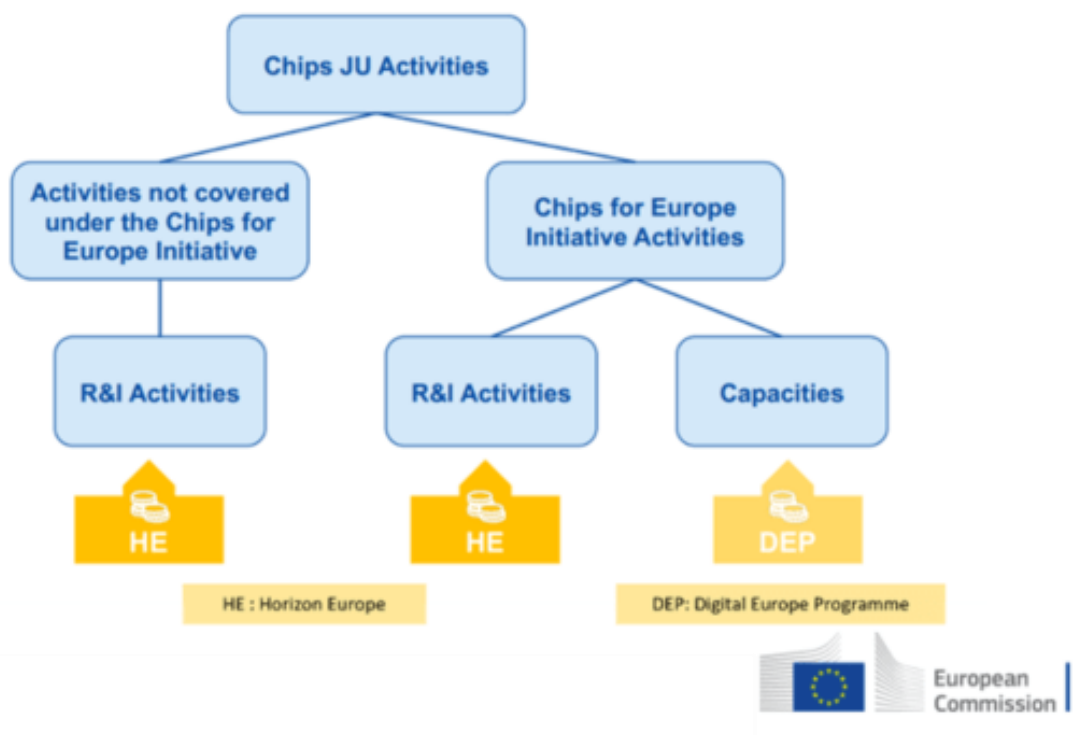 Chips JU Activities
Activities not covered
under the Chips for
Europe Initiative
Chips for Europe
Initiative Activities
R&I Activities
R&I Activities
Capacities
HE
HE
DEP
HE : Horizon Europe
DEP: Digital Europe Programme
European
Commission